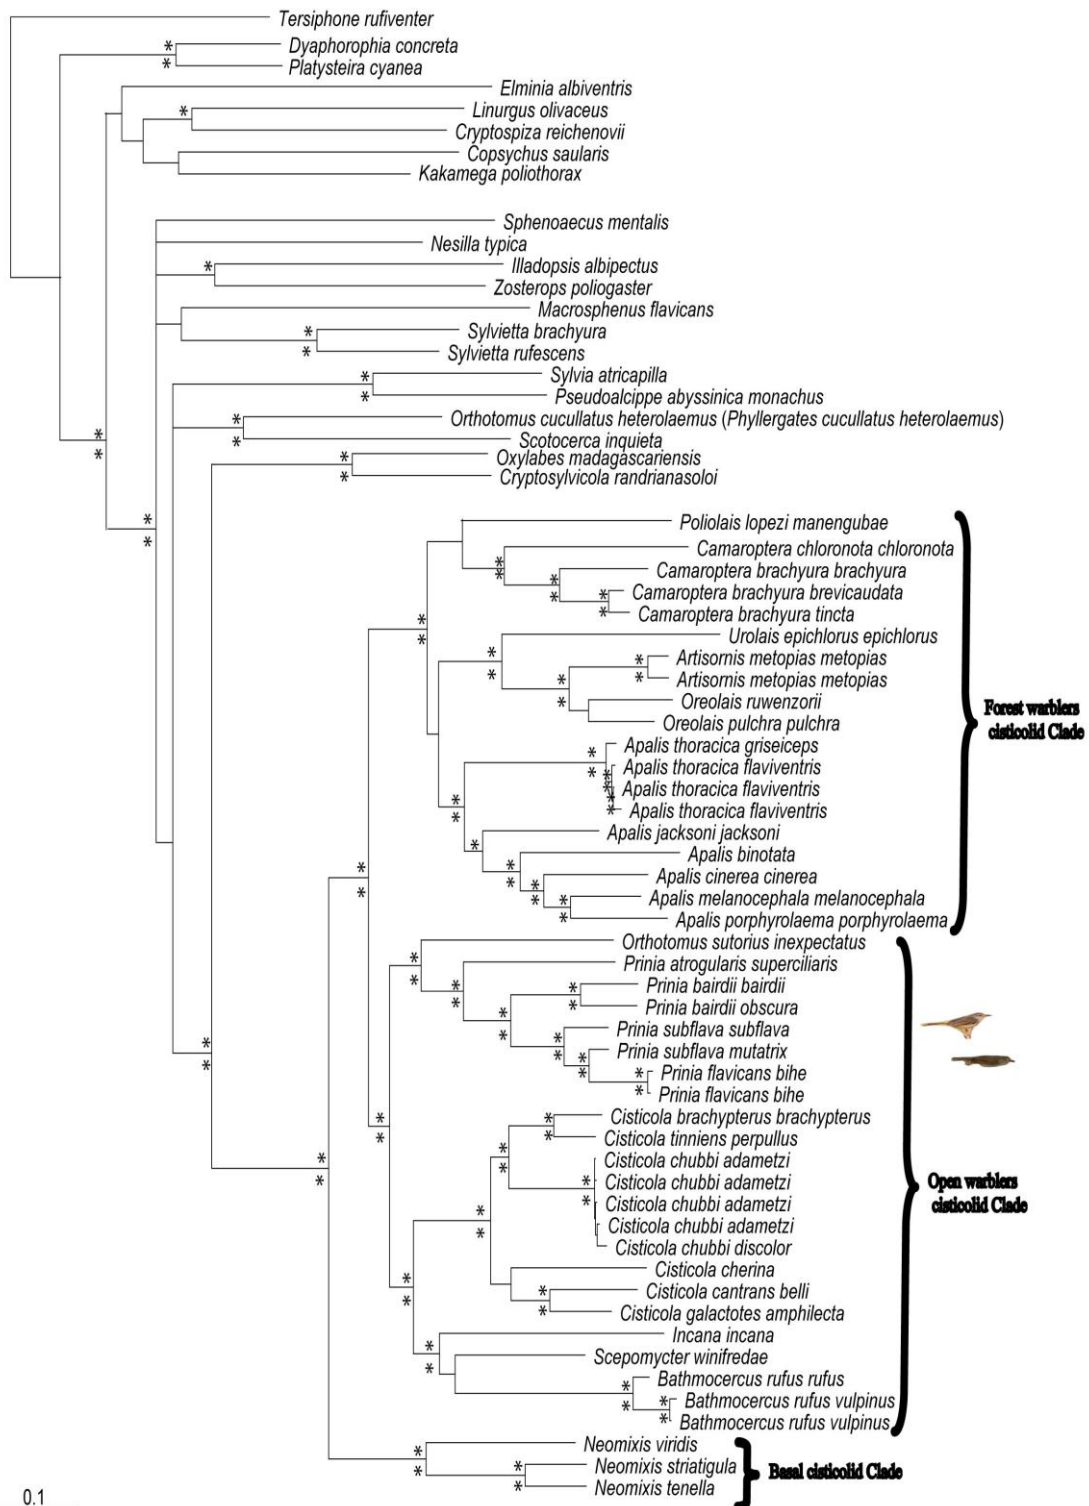 Tersiphone rufiventer
Dyaphorophia concreta
Platysteira cyanea
Elminia albiventris
Linurgus olivaceus
Cryptospiza reichenovii
Copsychus saularis
Kakamega poliothorax
Sphenoaecus mentalis
Nesilla typica
Illadopsis albipectus
Zosterops poliogaster
Macrosphenus flavicans
Sylvietta brachyura
Sylvietta rufescens
Sylvia atricapilla
Pseudoalcippe abyssinica monachus
Orthotomus cucullatus heterolaemus (Phyllergates cucullatus heterolaemus)
Scotocerca inquieta
Oxylabes madagascariensis
Cryptosylvicola randrianasoloi
Poliolais lopezi manengubae
Camaroptera chloronota chloronota
Camaroptera brachyura brachyura
Camaroptera brachyura brevicaudata
Camaroptera brachyura tincta
Urolais epichlorus epichlorus
Artisornis metopias metopias
Artisornis metopias metopias
Oreolais ruwenzorii
Oreolais pulchra pulchra
Forest warblers
cisticolid Clade
Apalis thoracica griseiceps
Apalis thoracica flaviventris
Apalis thoracica flaviventris
Apalis thoracica flaviventris
Apalis jacksoni jacksoni
Apalis binotata
Apalis cinerea cinerea
Apalis melanocephala melanocephala
Apalis porphyrolaema porphyrolaema
Orthotomus sutorius inexpectatus
Prinia atrogularis superciliaris
Prinia bairdii bairdii
Prinia bairdii obscura
Prinia subflava subflava
Prinia subflava mutatrix
Prinia flavicans bihe
Prinia flavicans bihe
Cisticola brachypterus brachypterus
Cisticola tinniens perpullus
Cisticola chubbi adametzi
Cisticola chubbi adametzi
Cisticola chubbi adametzi
Cisticola chubbi adametzi
Cisticola chubbi discolor
Open warblers
cisticolid Clade
Cisticola cherina
Cisticola cantrans belli
Cisticola galactotes amphilecta
Incana incana
Scepomycter winifredae
Bathmocercus rufus rufus
Bathmocercus rufus vulpinus
Bathmocercus rufus vulpinus
Neomixis viridis
Neomixis striatigula
Neomixis tenella
Basal cisticolid Clade
0.1